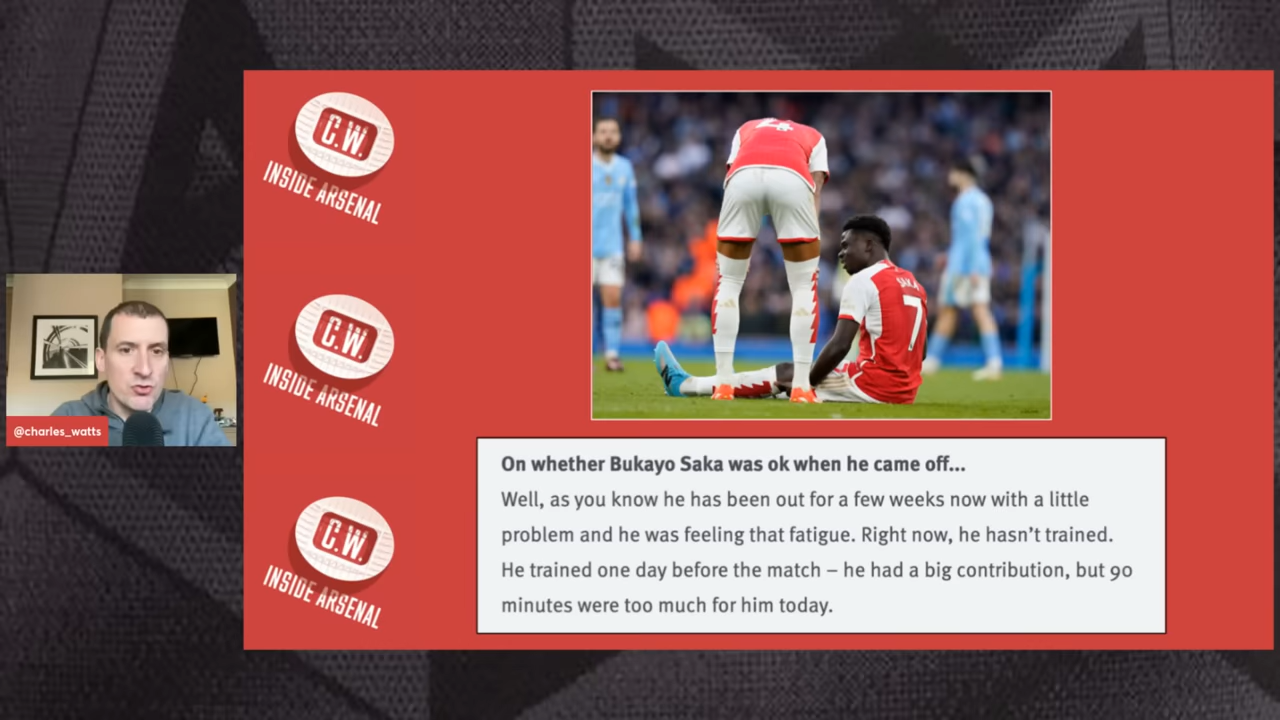 C.W.
INSIDE ARSENAL
C.W.
INSIDE ARSENAL
C.W.
INSIDE ARSENAL
4
SAKA
7
@charles_watts
On whether Bukayo Saka was ok when he came off...
Well, as you know he has been out for a few weeks now with a little
problem and he was feeling that fatigue. Right now, he hasn’t trained.
He trained one day before the match – he had a big contribution, but 90
minutes were too much for him today.